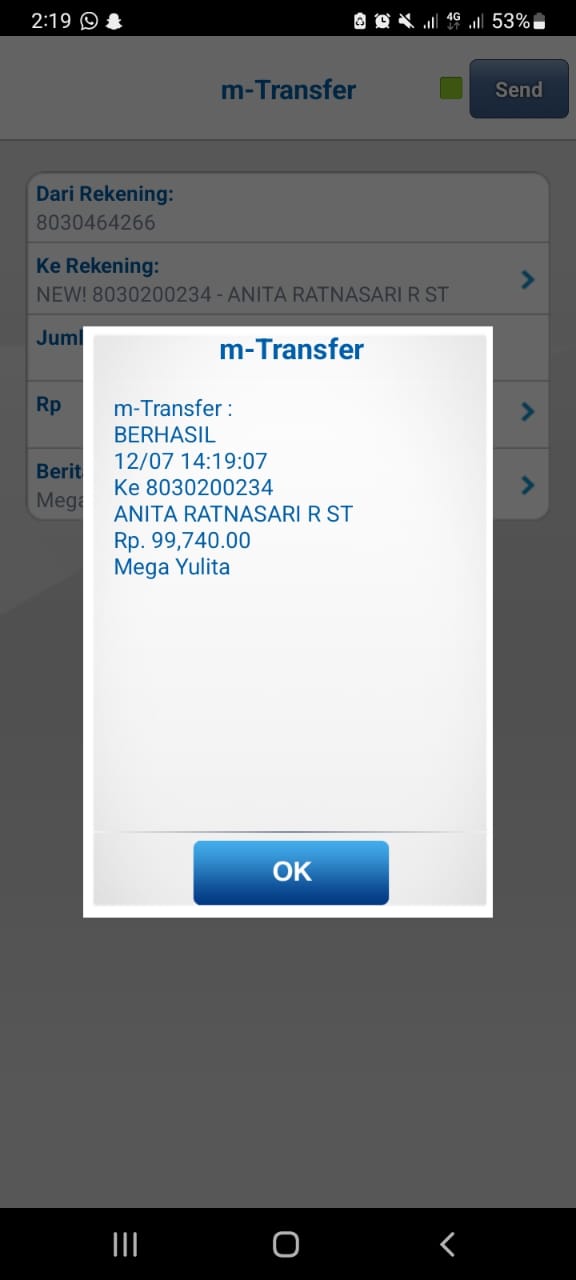 2:19
4G
53%
m-Transfer
Send
Dari Rekening:
8030464266
Ke Rekening:
NEW! 8030200234 - ANITA RATNASARI R ST
m-Transfer
Rp
m-Transfer :
BERHASIL
12/07 14:19:07
Ke 8030200234
ANITA RATNASARI R ST
Rp. 99,740.00
Mega Yulita
Berit
Mega
OK